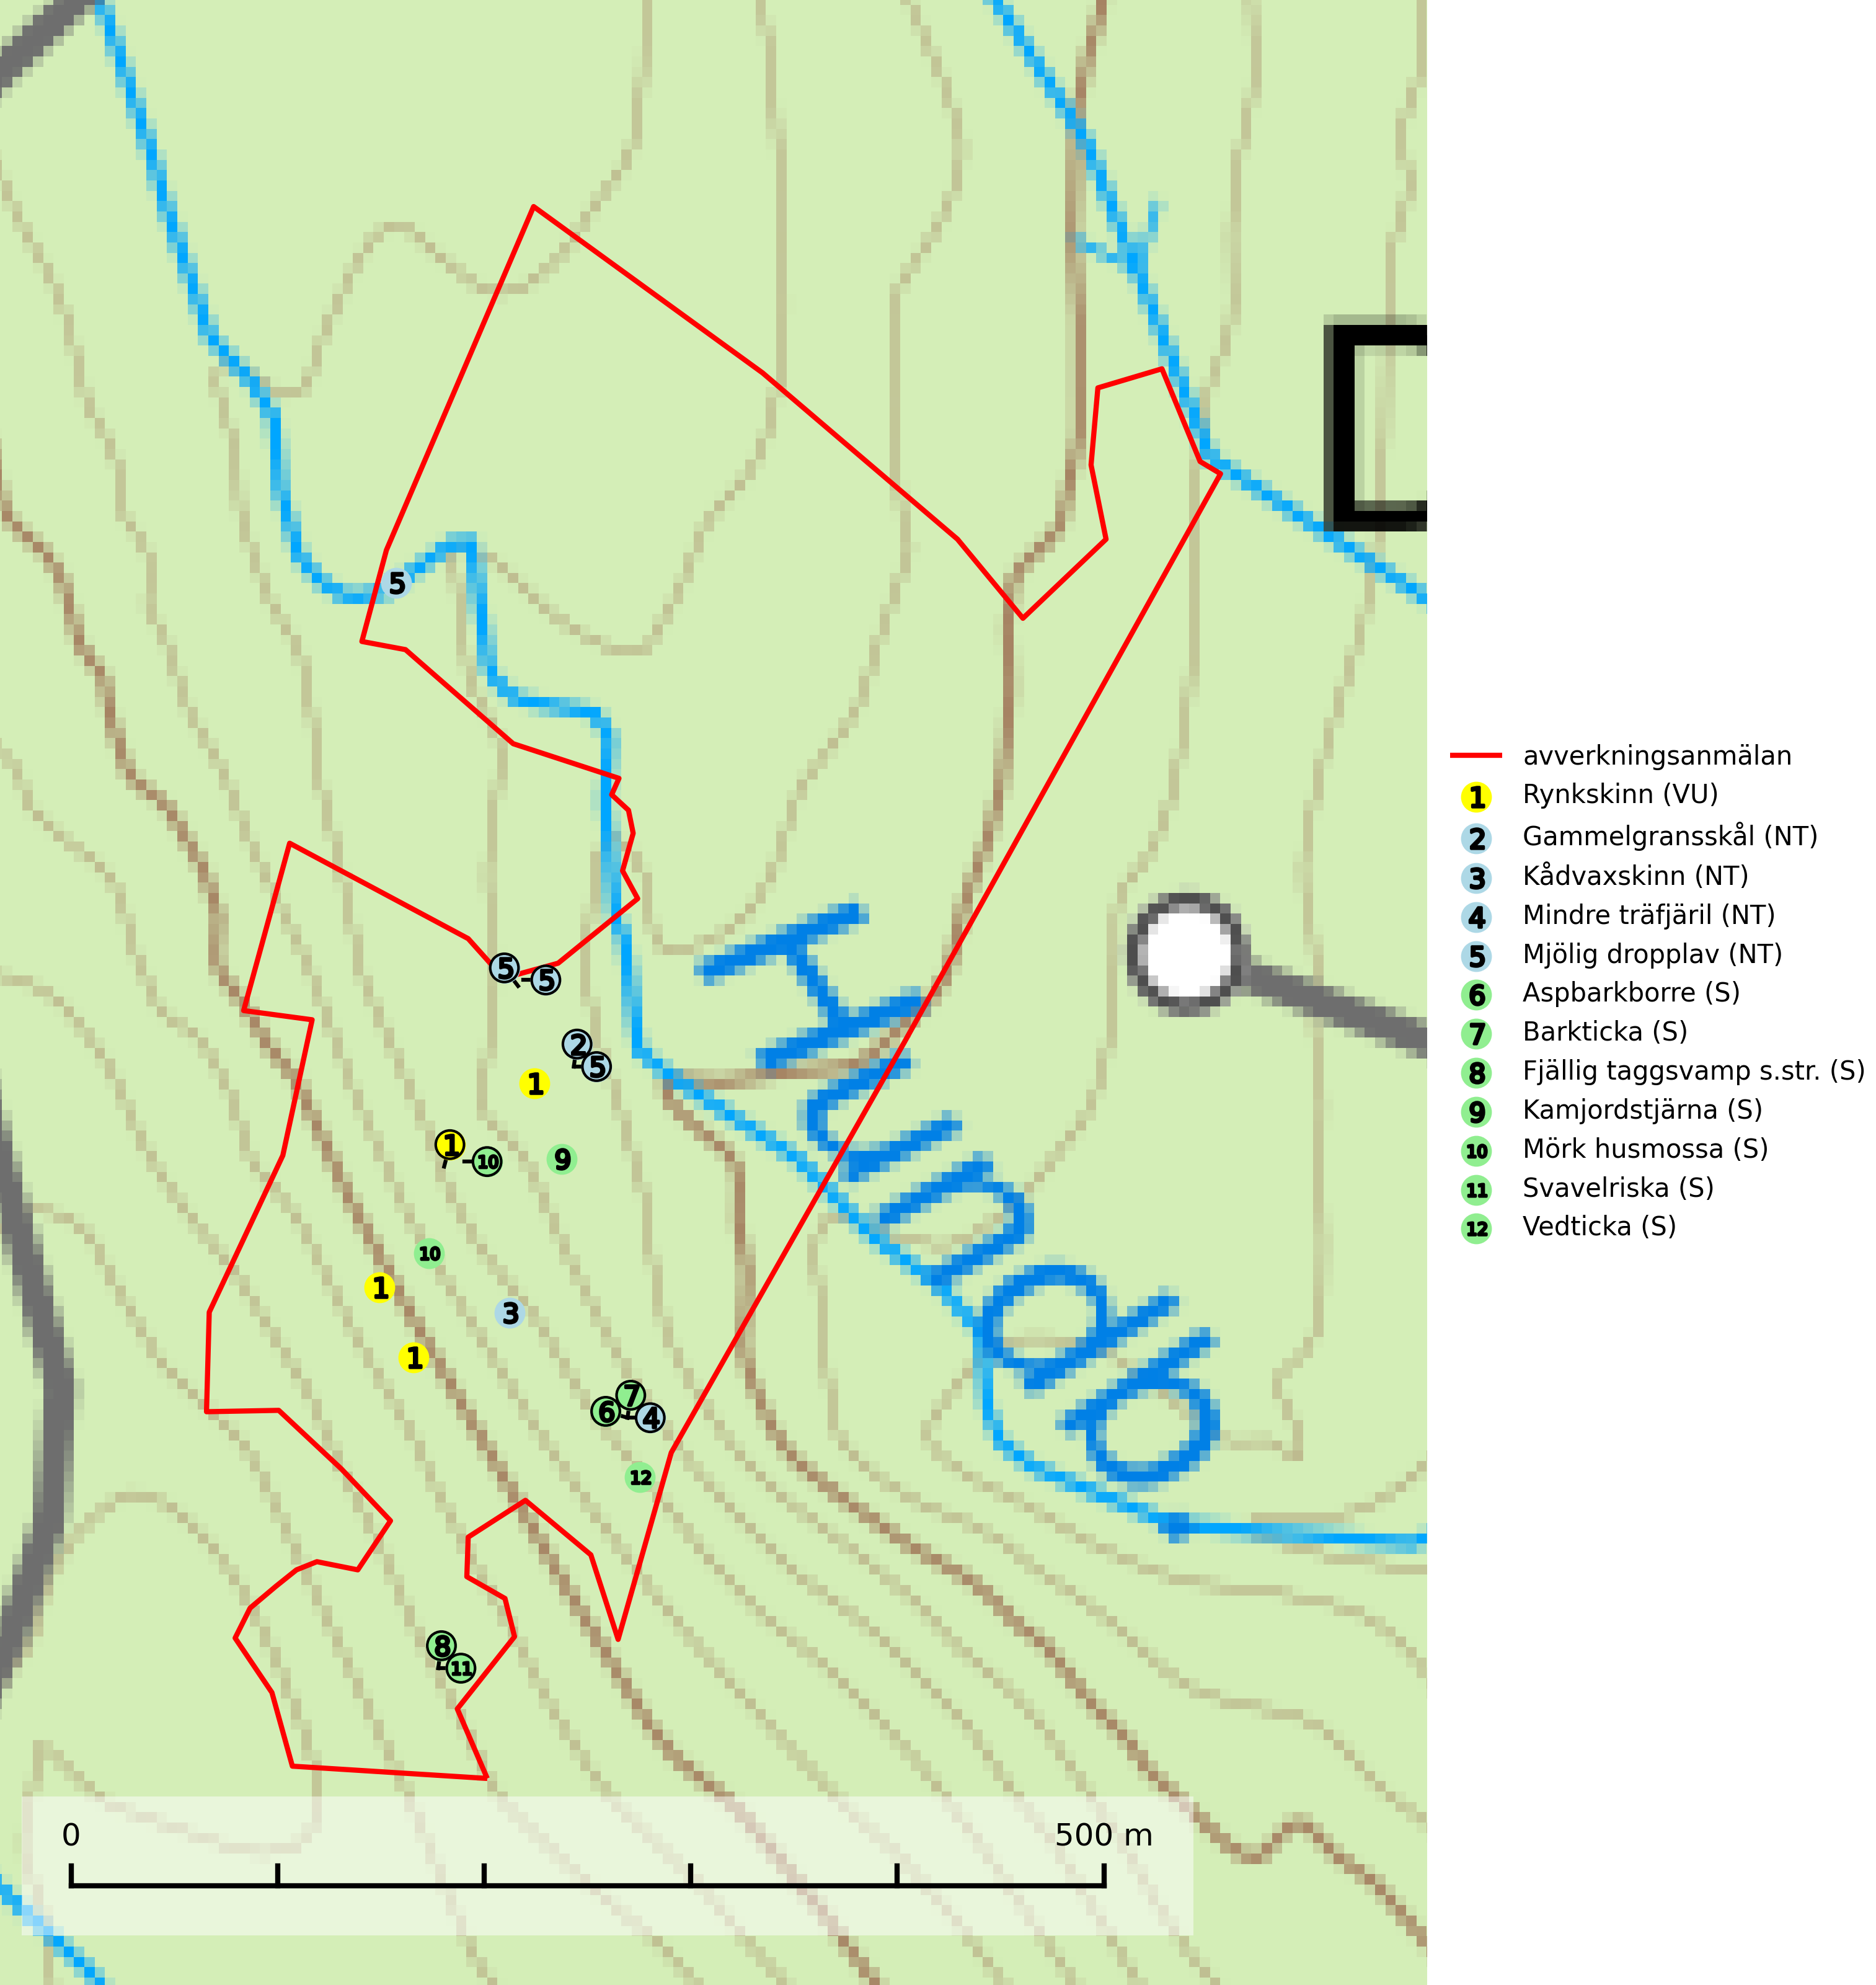 5
5
5
2
5
1
1
10
9
10
1
3
1
7
6
4
12
8
11
0
500 m
avverkningsanmälan
1 Rynkskinn (VU)
2 Gammelgransskål (NT)
3 Kådvaxskinn (NT)
4 Mindre träfjäril (NT)
5 Mjölig dropplav (NT)
6 Aspbarkborre (S)
7 Barkticka (S)
8 Fjällig taggsvamp s.str. (S)
9 Kamjordstjärna (S)
10 Mörk husmossa (S)
11 Svavelriska (S)
12 Vedticka (S)